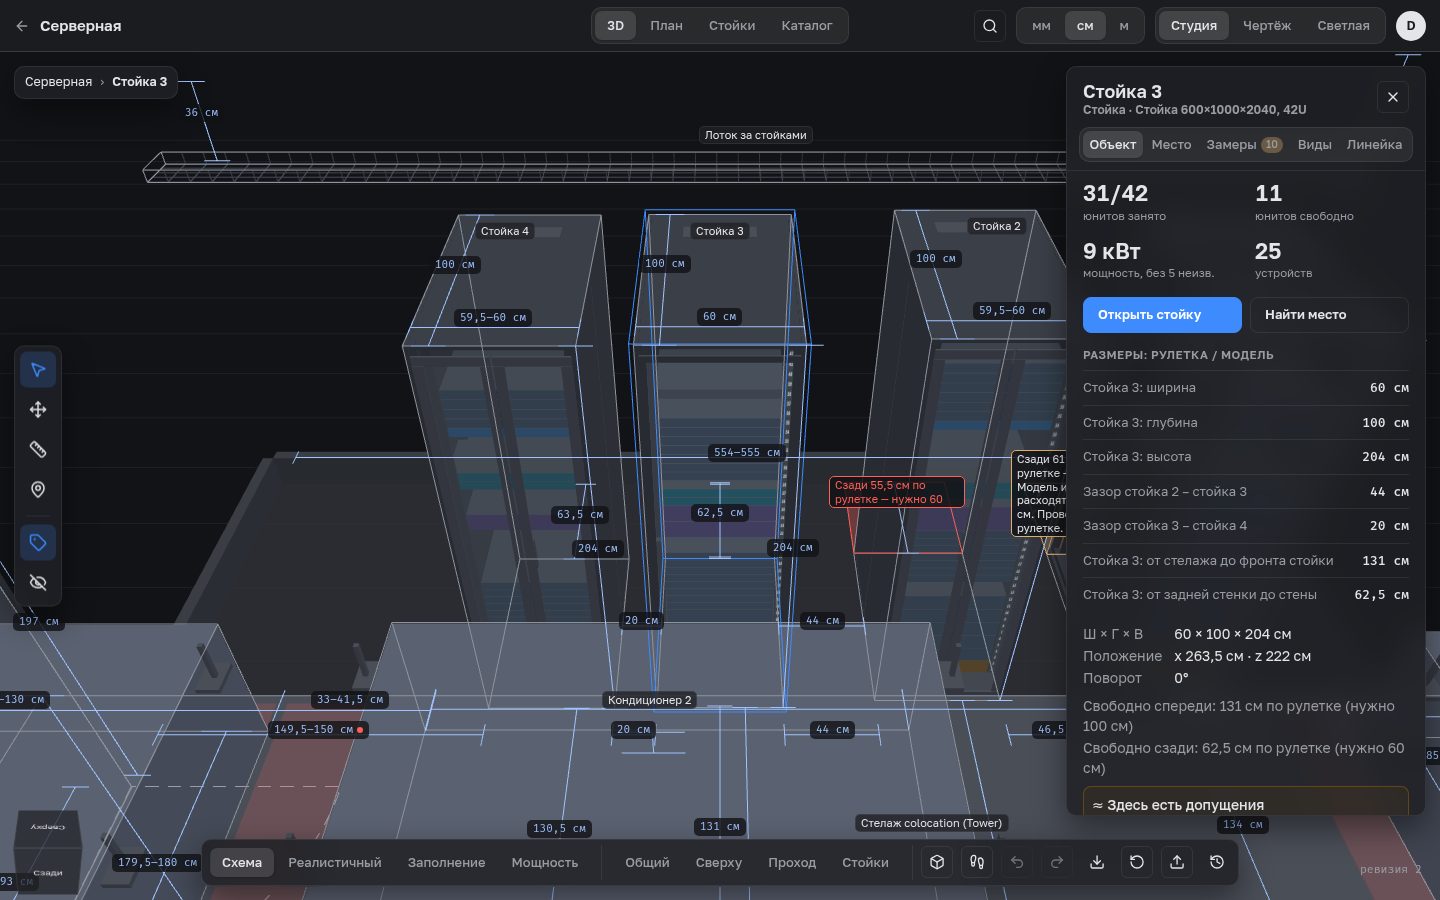 Серверная
3D План Стойки Каталог
мм см м
Студия Чертёж Светлая
D
Серверная › Стойка 3
36 см
Лоток за стойками
Стойка 4
Стойка 3
Стойка 2
100 см
100 см
100 см
59,5–60 см
60 см
59,5–60 см
554–555 см
Сзади 55,5 см по
рулетке — нужно 60
Сзади 61
рулетке –
Модель и
расходят
см. Пров
рулетке.
63,5 см
62,5 см
204 см
204 см
197 см
20 см
44 см
–130 см
33–41,5 см
Кондиционер 2
149,5–150 см
20 см
44 см
46,5
85
130,5 см
131 см
Стелаж colocation (Tower)
134 см
Сверху
Сзади
93 см
179,5–180 см
Схема Реалистичный Заполнение Мощность
Общий Сверху Проход Стойки
ревизия 2
Стойка 3
Стойка · Стойка 600×1000×2040, 42U
Объект Место Замеры 10 Виды Линейка
31/42
юнитов занято
11
юнитов свободно
9 кВт
мощность, без 5 неизв.
25
устройств
Открыть стойку
Найти место
РАЗМЕРЫ: РУЛЕТКА / МОДЕЛЬ
Стойка 3: ширина 60 см
Стойка 3: глубина 100 см
Стойка 3: высота 204 см
Зазор стойка 2 – стойка 3 44 см
Зазор стойка 3 – стойка 4 20 см
Стойка 3: от стелажа до фронта стойки 131 см
Стойка 3: от задней стенки до стены 62,5 см
Ш × Г × В 60 × 100 × 204 см
Положение x 263,5 см · z 222 см
Поворот 0°
Свободно спереди: 131 см по рулетке (нужно
100 см)
Свободно сзади: 62,5 см по рулетке (нужно 60
см)
≈ Здесь есть допущения